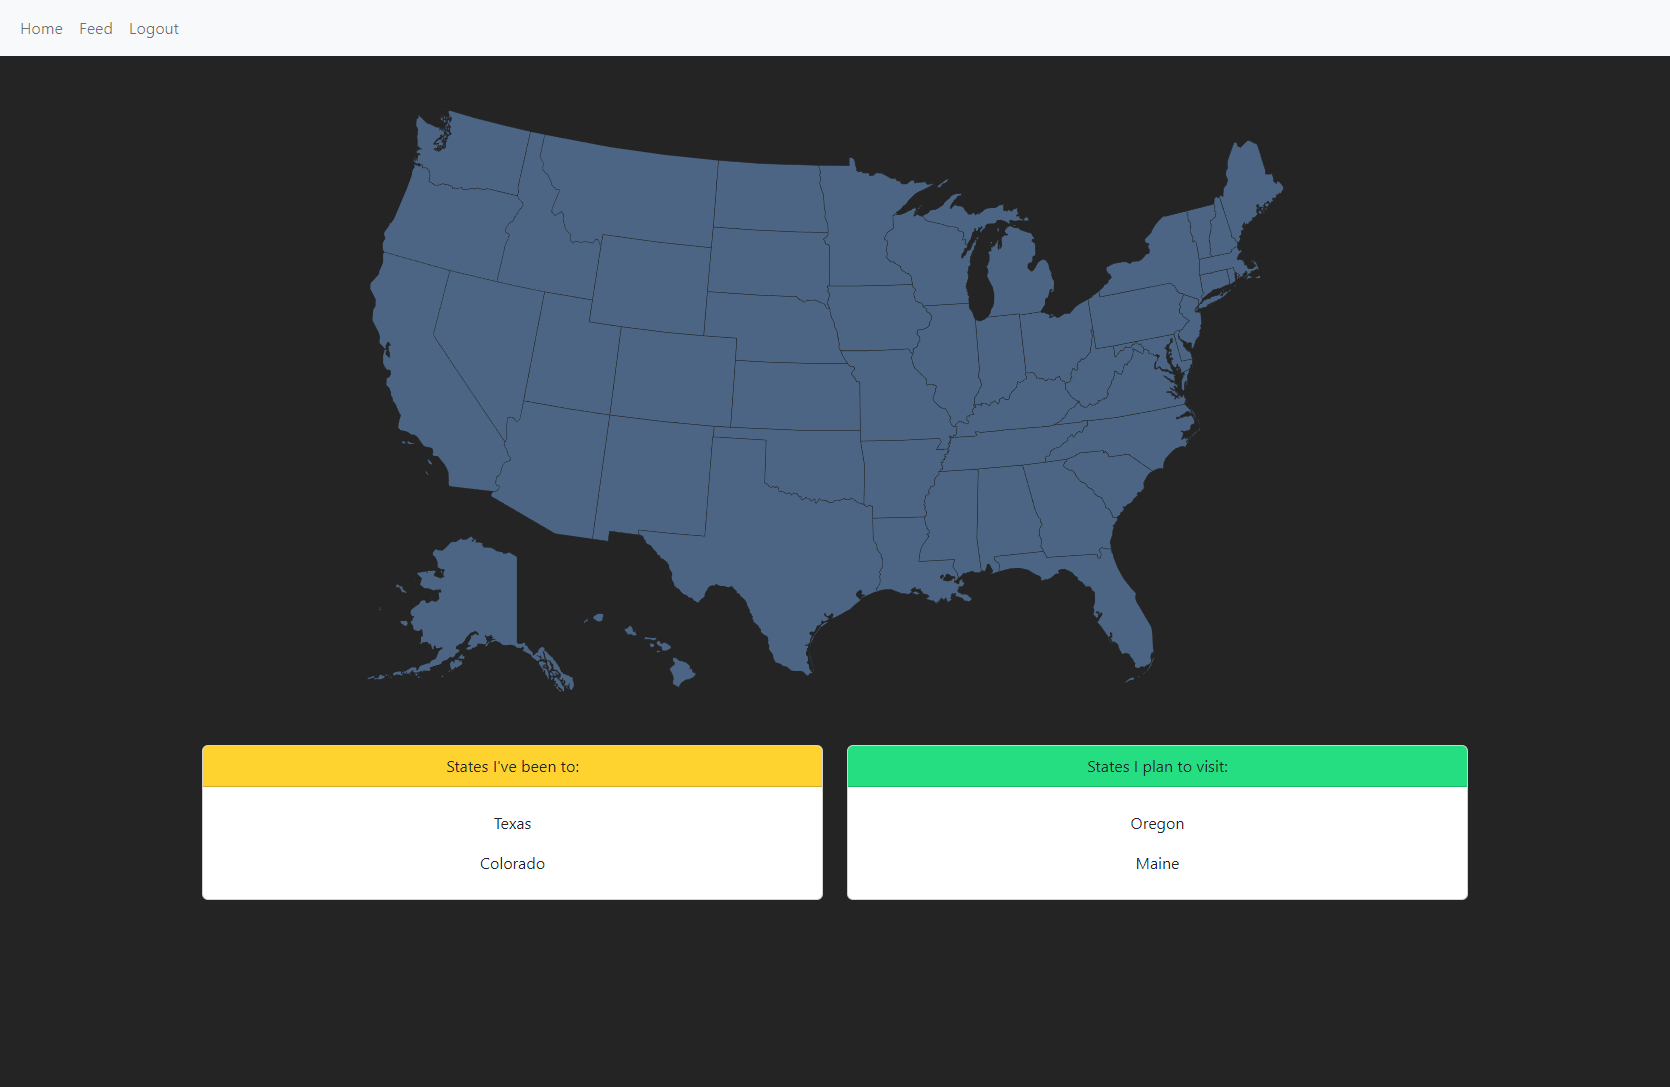 Home Feed Logout
States I've been to:
Texas
Colorado
States I plan to visit:
Oregon
Maine